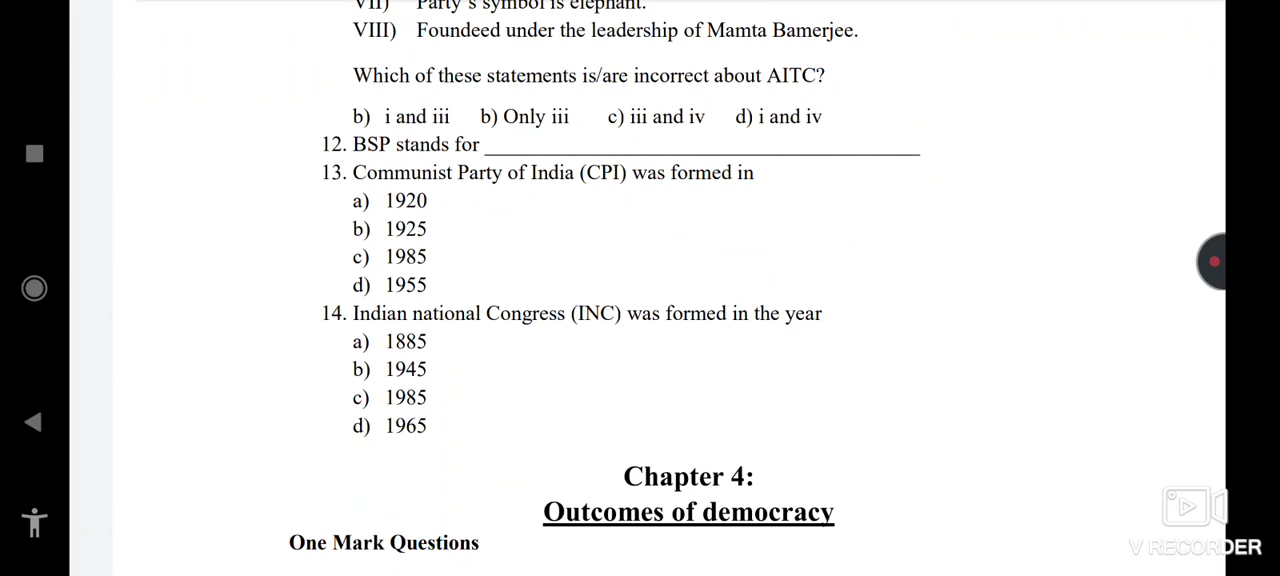 VII) Party's symbol is elephant.
VIII) Foundeed under the leadership of Mamta Bamerjee.
Which of these statements is/are incorrect about AITC?
b) i and iii b) Only iii c) iii and iv d) i and iv
12. BSP stands for ________________________________________
13. Communist Party of India (CPI) was formed in
a) 1920
b) 1925
c) 1985
d) 1955
14. Indian national Congress (INC) was formed in the year
a) 1885
b) 1945
c) 1985
d) 1965
Chapter 4:
Outcomes of democracy
One Mark Questions
V RECORDER